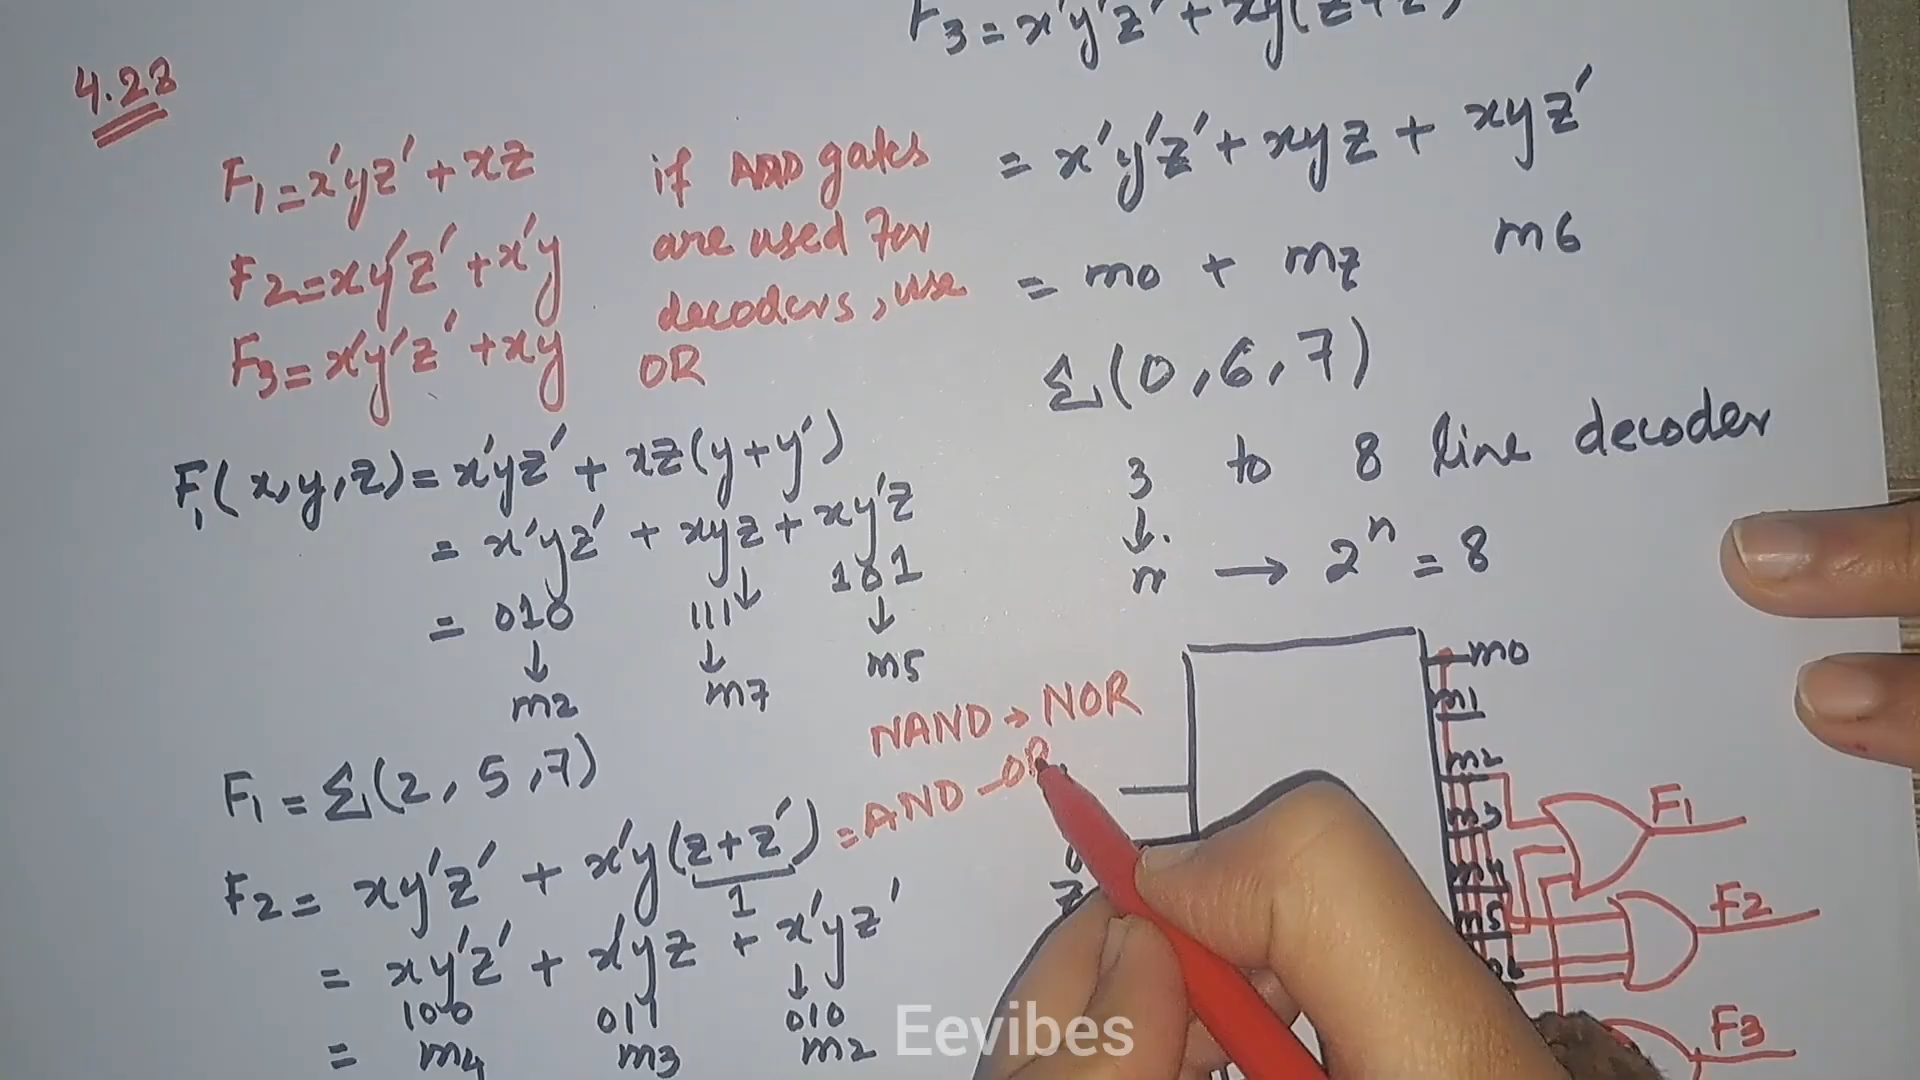 4.28
F1 = x'yz' + xz
F2 = xy'z' + x'y
F3 = x'y'z' + xy
if AND gates
are used for
decoders, use
OR
F1(x,y,z) = x'yz' + xz(y+y')
= x'yz' + xyz + xy'z
= 010 111 101
m2 m7 m5
F1 = Σ(2, 5, 7)
F2 = xy'z' + x'y(z+z')
1
= xy'z' + x'yz + x'yz'
100 011 010
= m4 m3 m2
F3 = x'y'z' + xy(z+z')
= x'y'z' + xyz + xyz'
= m0 + m7 m6
Σ(0, 6, 7)
3 to 8 line decoder
n → 2^n = 8
NAND → NOR
= AND - OR
z
m0
m1
m2
m3
m4
m5
F1
F2
F3
Eevibes